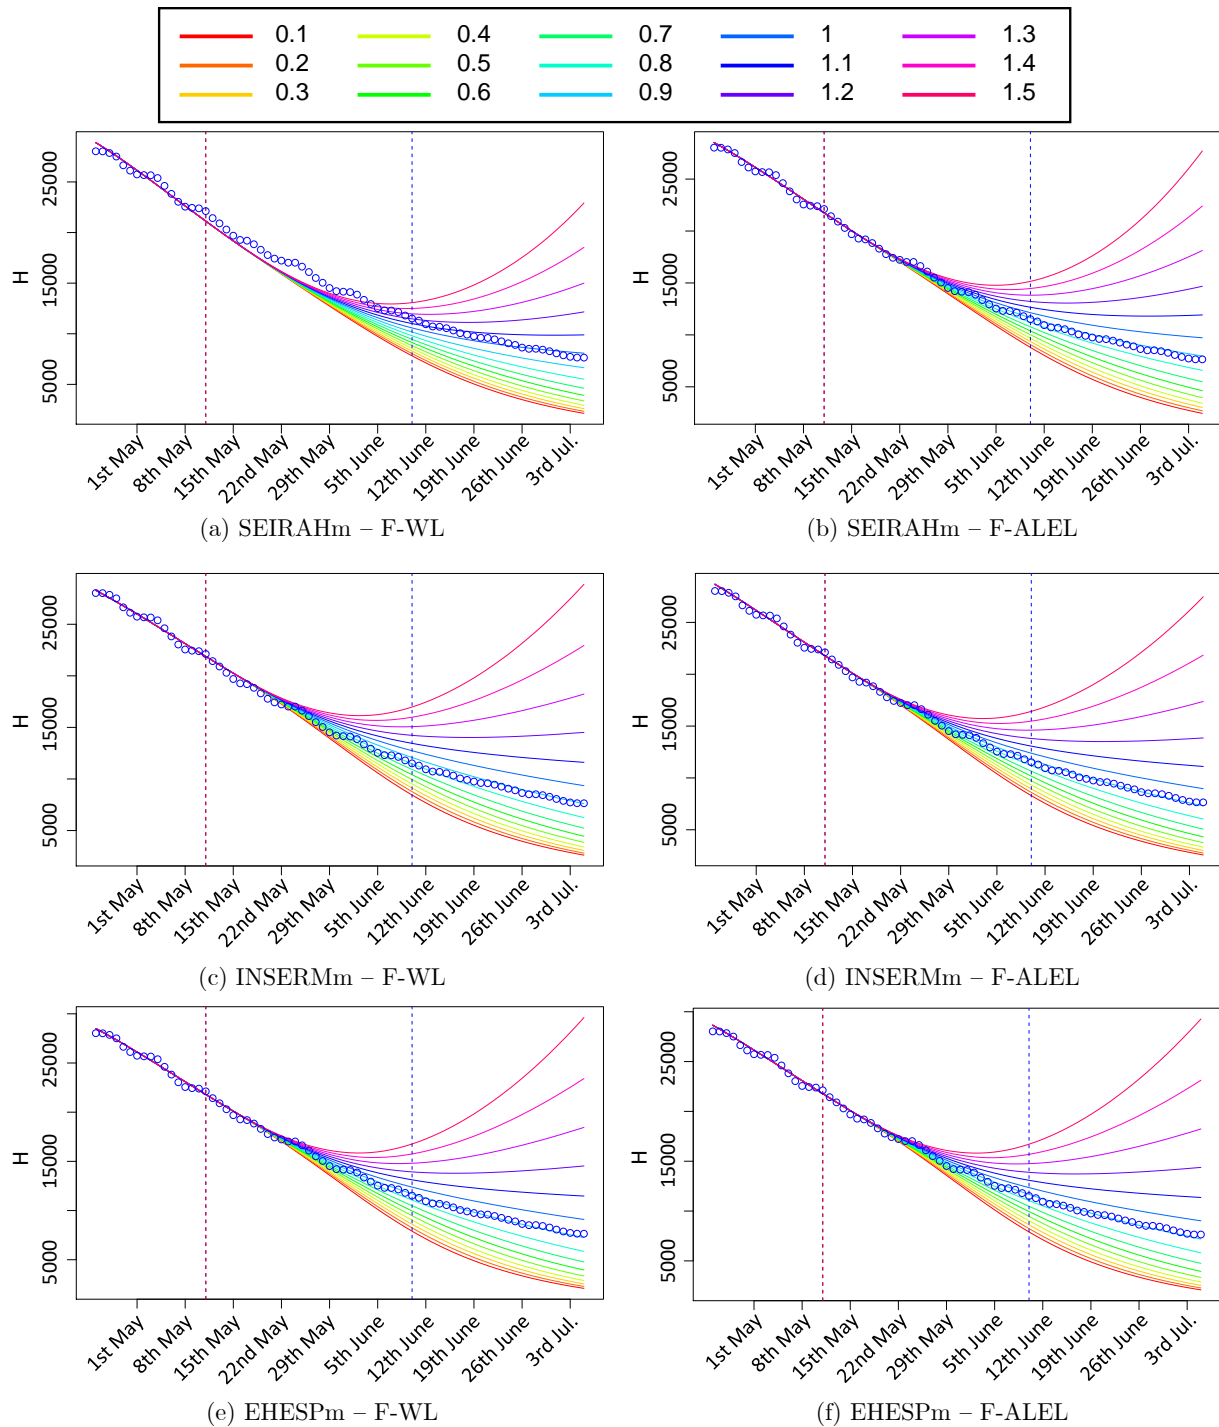 0.1 0.4 0.7 1 1.3
0.2 0.5 0.8 1.1 1.4
0.3 0.6 0.9 1.2 1.5
H
5000 15000 25000
1st May 8th May 15th May 22nd May 29th May 5th June 12th June 19th June 26th June 3rd Jul.
(a) SEIRAHm – F-WL
H
5000 15000 25000
1st May 8th May 15th May 22nd May 29th May 5th June 12th June 19th June 26th June 3rd Jul.
(b) SEIRAHm – F-ALEL
H
5000 15000 25000
1st May 8th May 15th May 22nd May 29th May 5th June 12th June 19th June 26th June 3rd Jul.
(c) INSERMm – F-WL
H
5000 15000 25000
1st May 8th May 15th May 22nd May 29th May 5th June 12th June 19th June 26th June 3rd Jul.
(d) INSERMm – F-ALEL
H
5000 15000 25000
1st May 8th May 15th May 22nd May 29th May 5th June 12th June 19th June 26th June 3rd Jul.
(e) EHESPm – F-WL
H
5000 15000 25000
1st May 8th May 15th May 22nd May 29th May 5th June 12th June 19th June 26th June 3rd Jul.
(f) EHESPm – F-ALEL